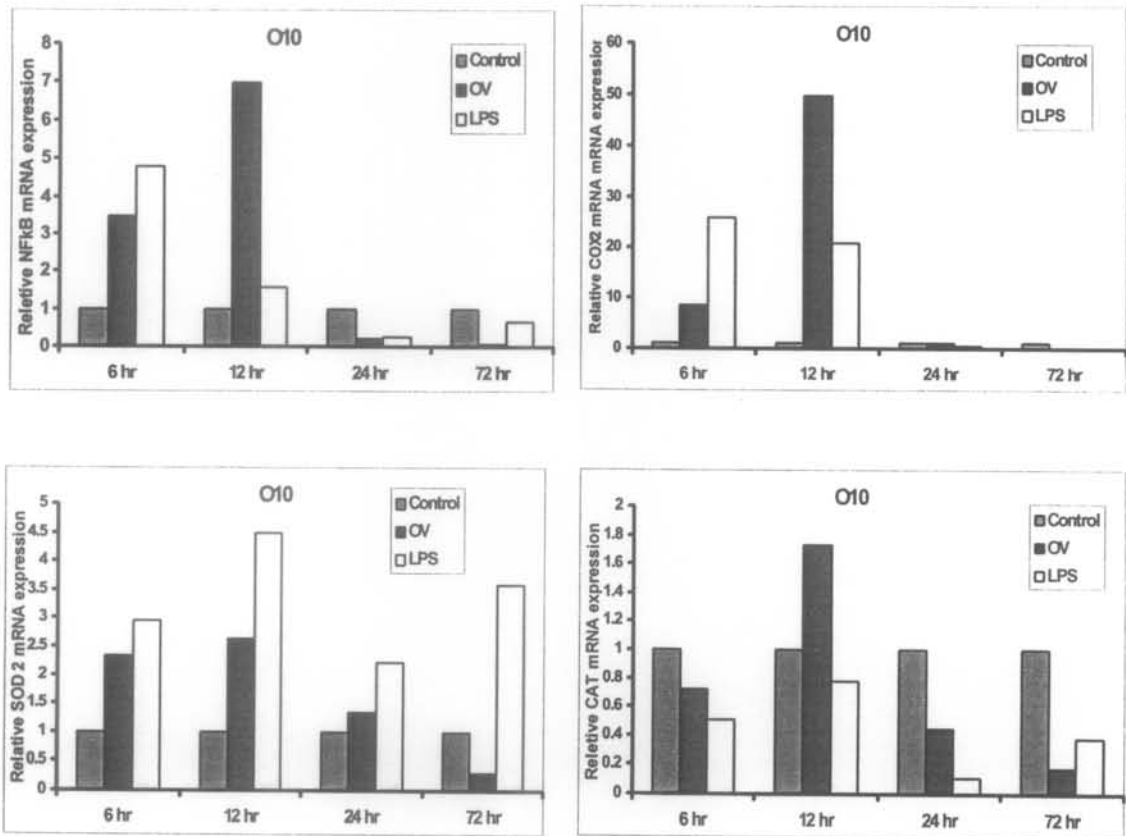 O10
Reletive NFkB mRNA expression
8
7
6
5
4
3
2
1
0
Control
OV
LPS
6 hr
12 hr
24 hr
72 hr
O10
Relative COX2 mRNA mRNA expression
60
50
40
30
20
10
0
Control
OV
LPS
6 hr
12 hr
24 hr
72 hr
O10
Relative SOD 2 mRNA expression
5
4.5
4
3.5
3
2.5
2
1.5
1
0.5
0
Control
OV
LPS
6 hr
12 hr
24 hr
72 hr
O10
Reletive CAT mRNA expression
2
1.8
1.6
1.4
1.2
1
0.8
0.6
0.4
0.2
0
Control
OV
LPS
6 hr
12 hr
24 hr
72 hr